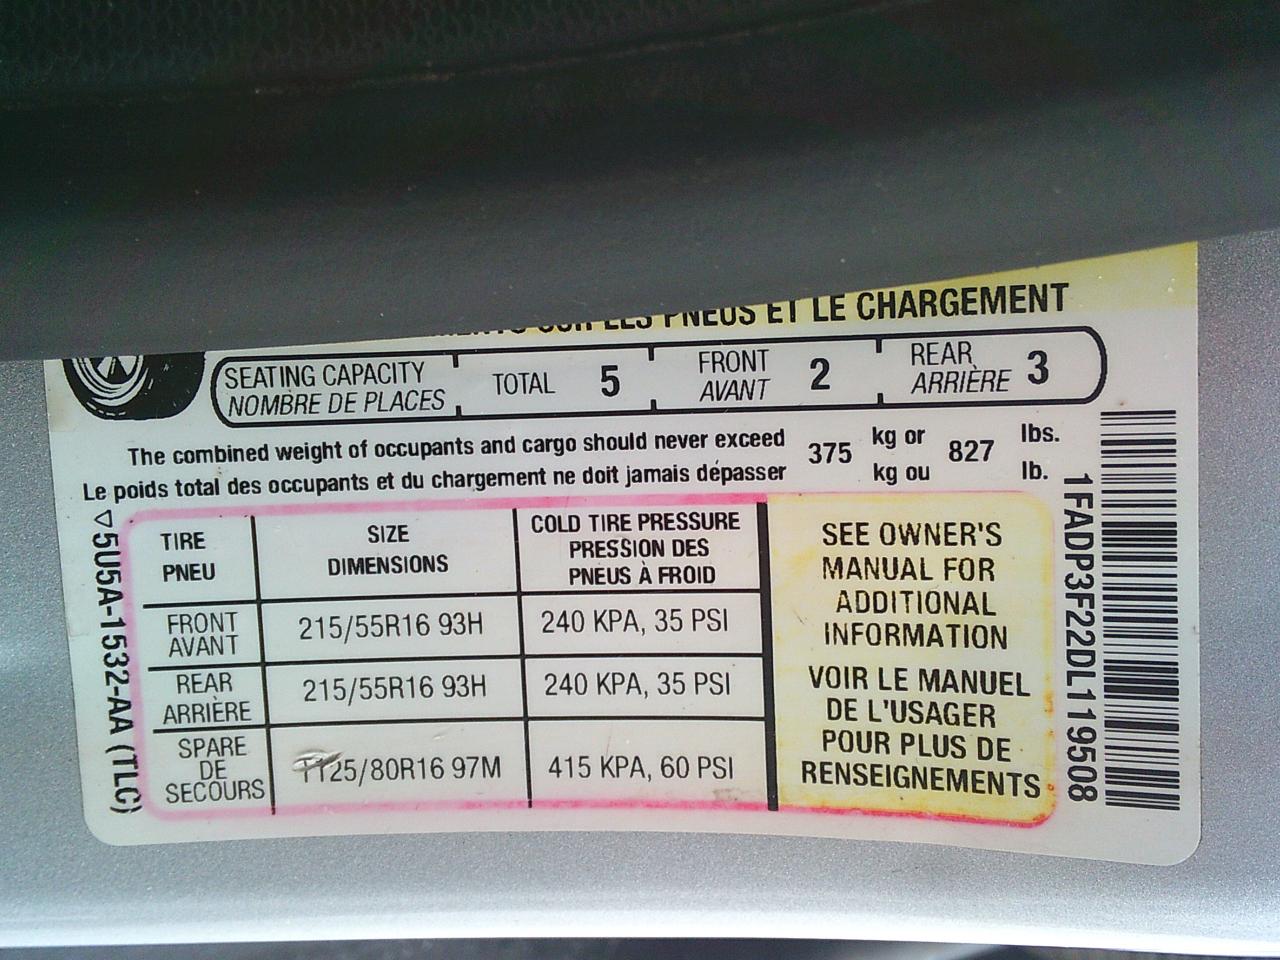 LES PNEUS ET LE CHARGEMENT
SEATING CAPACITY
NOMBRE DE PLACES
TOTAL 5
FRONT
AVANT
2
REAR
ARRIÈRE
3
The combined weight of occupants and cargo should never exceed 375 kg or 827 lbs.
Le poids total des occupants et du chargement ne doit jamais dépasser kg ou lb.
5U5A-1532-AA (TLC)
TIRE
PNEU
SIZE
DIMENSIONS
COLD TIRE PRESSURE
PRESSION DES
PNEUS À FROID
FRONT
AVANT
215/55R16 93H
240 KPA, 35 PSI
REAR
ARRIÈRE
215/55R16 93H
240 KPA, 35 PSI
SPARE
DE
SECOURS
T125/80R16 97M
415 KPA, 60 PSI
SEE OWNER'S
MANUAL FOR
ADDITIONAL
INFORMATION
VOIR LE MANUEL
DE L'USAGER
POUR PLUS DE
RENSEIGNEMENTS
1FADP3F22DL119508